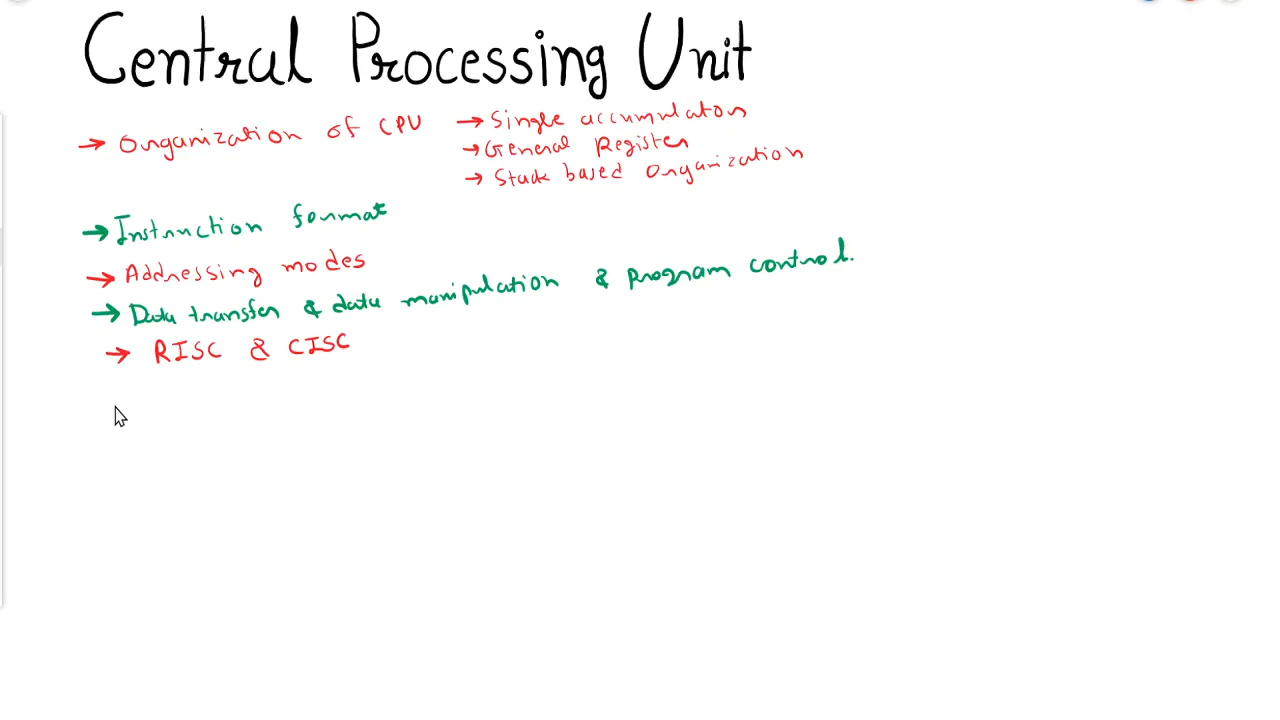 Central Processing Unit
→ Organization of CPU
→ Single accumulator
→ General Register
→ Stack based organization
→ Instruction format
→ Addressing modes
→ Data transfer & data manipulation & program control.
→ RISC & CISC